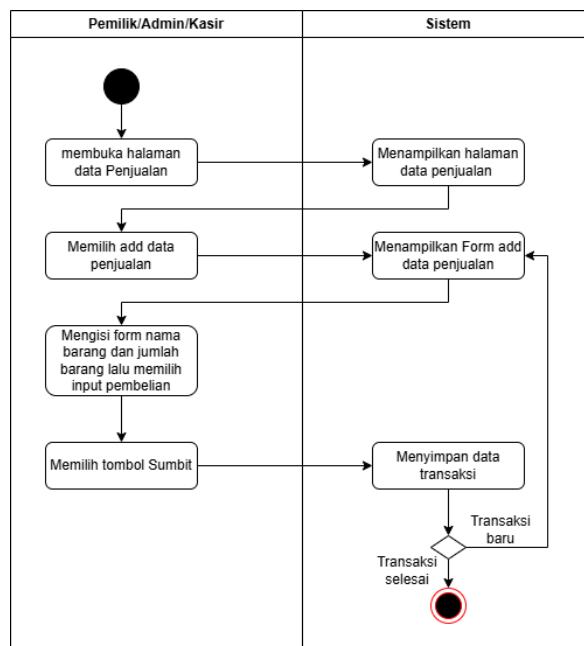 Pemilik/Admin/Kasir
Sistem
membuka halaman
data Penjualan
Menampilkan halaman
data penjualan
Memilih add data
penjualan
Menampilkan Form add
data penjualan
Mengisi form nama
barang dan jumlah
barang lalu memilih
input pembelian
Memilih tombol Sumbit
Menyimpan data
transaksi
Transaksi
baru
Transaksi
selesai